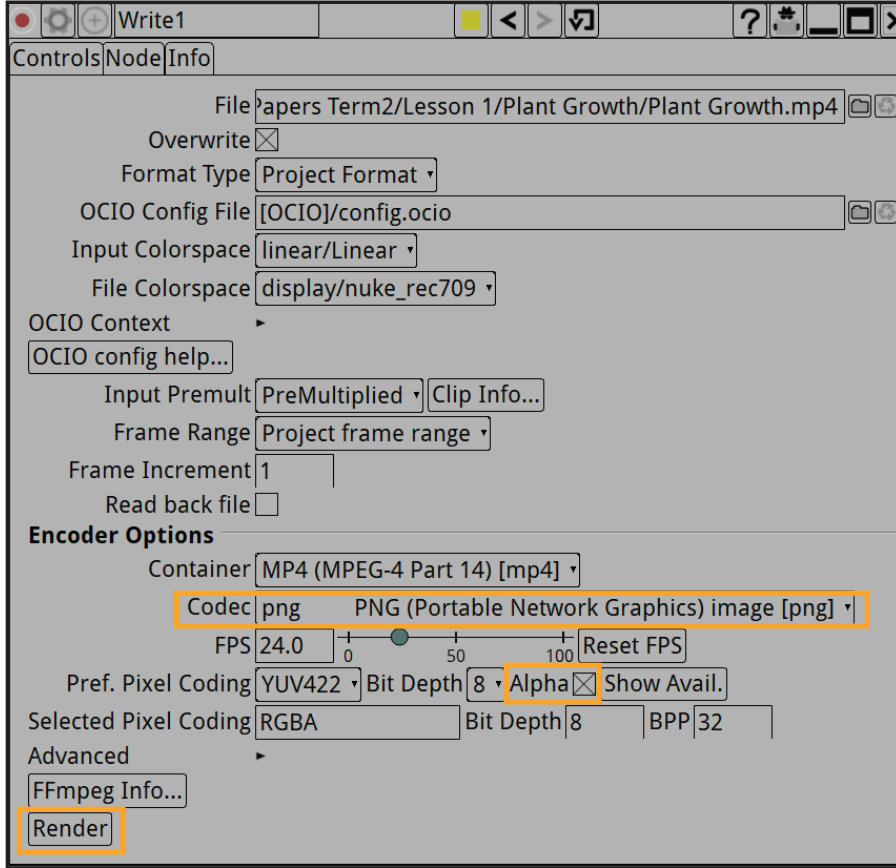 Write1
Controls Node Info
File Papers Term2/Lesson 1/Plant Growth/Plant Growth.mp4
Overwrite
Format Type Project Format
OCIO Config File [OCIO]/config.ocio
Input Colorspace linear/Linear
File Colorspace display/nuke_rec709
OCIO Context
OCIO config help...
Input Premult PreMultiplied Clip Info...
Frame Range Project frame range
Frame Increment 1
Read back file
Encoder Options
Container MP4 (MPEG-4 Part 14) [mp4]
Codec png PNG (Portable Network Graphics) image [png]
FPS 24.0 0 50 100 Reset FPS
Pref. Pixel Coding YUV422 Bit Depth 8 Alpha Show Avail.
Selected Pixel Coding RGBA Bit Depth 8 BPP 32
Advanced
FFmpeg Info...
Render